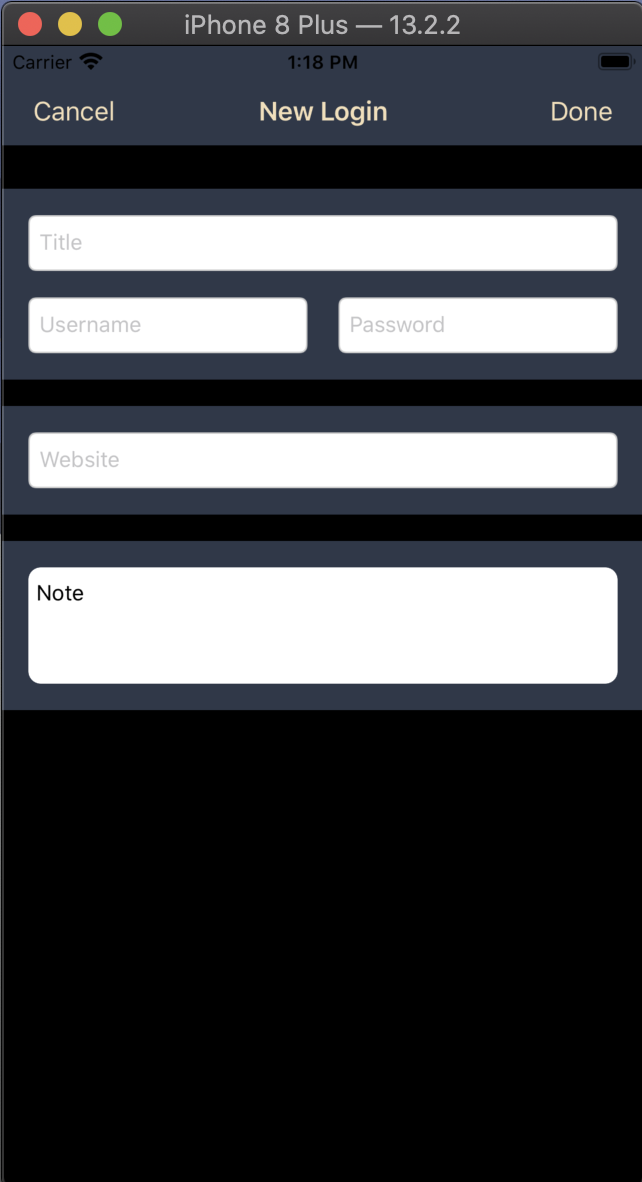 iPhone 8 Plus — 13.2.2
Carrier 1:18 PM
Cancel New Login Done
Title
Username Password
Website
Note